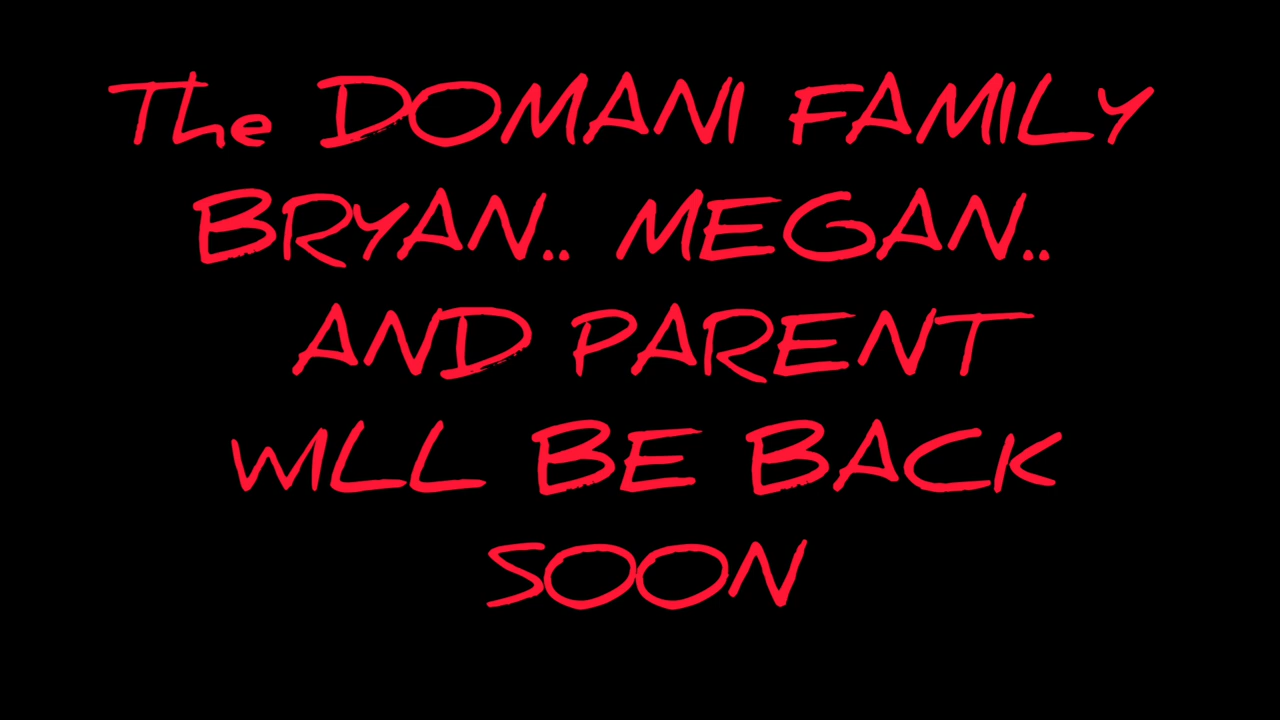 The DOMANI FAMILY
BRYAN.. MEGAN..
AND PARENT
WILL BE BACK
SOON